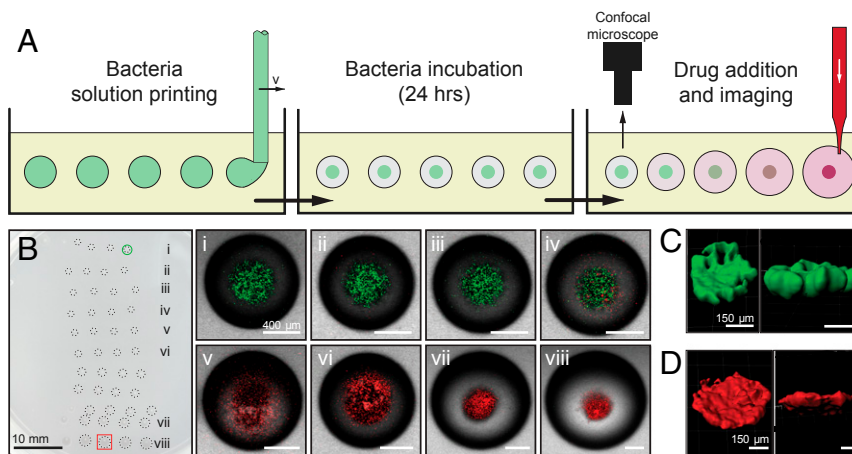 A
Bacteria
solution printing
v
Bacteria incubation
(24 hrs)
Confocal
microscope
Drug addition
and imaging
B
i
ii
iii
iv
v
vi
vii
viii
10 mm
i
400 µm
ii
iii
iv
v
vi
vii
viii
C
150 µm
D
150 µm